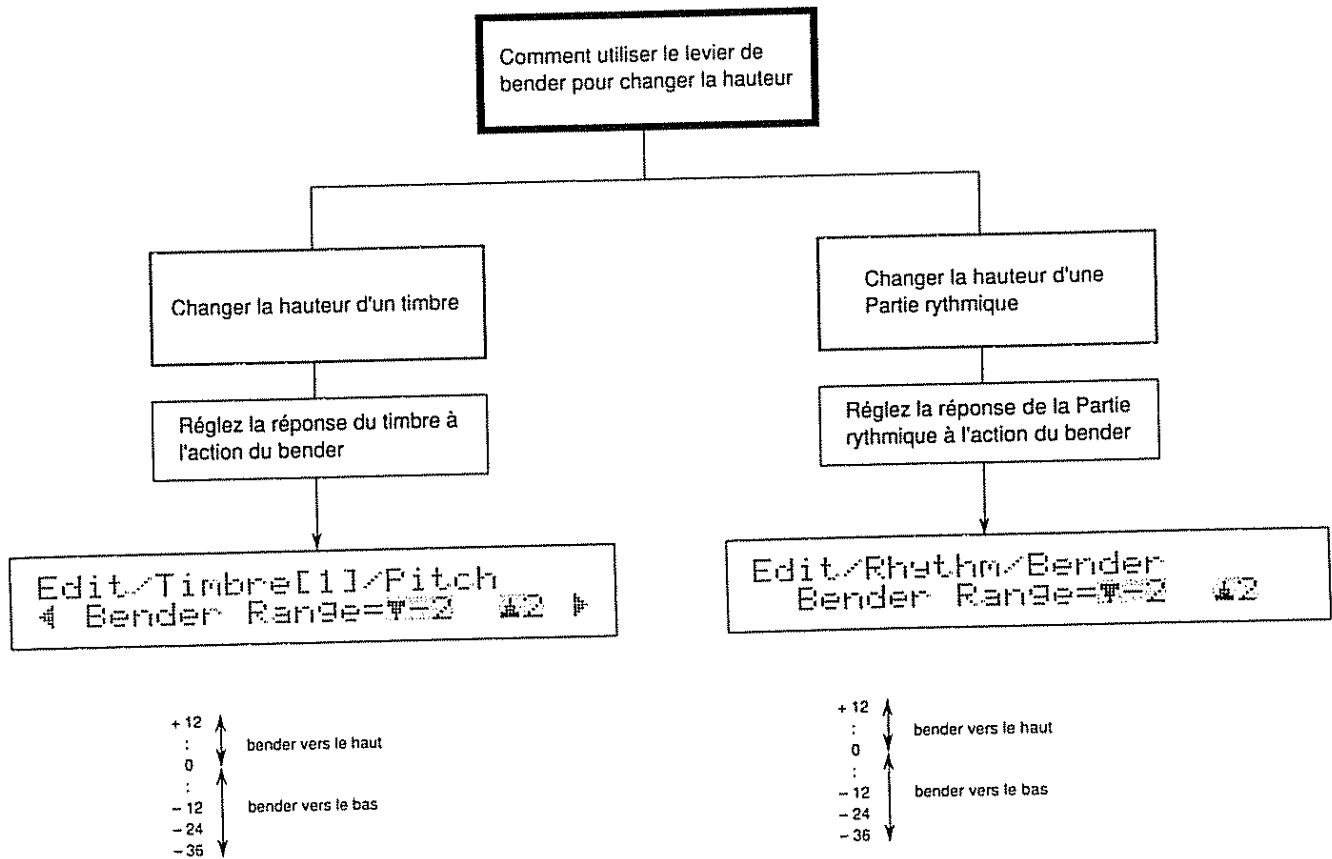 Comment utiliser le levier de
bender pour changer la hauteur
Changer la hauteur d'un timbre
Changer la hauteur d'une
Partie rythmique
Réglez la réponse du timbre à
l'action du bender
Réglez la réponse de la Partie
rythmique à l'action du bender
Edit/Timbre[1]/Pitch
Bender Range=-2 2
Edit/Rhythm/Bender
Bender Range=-2 2
+ 12
:
0
:
– 12
– 24
– 36
bender vers le haut
bender vers le bas
+ 12
:
0
:
– 12
– 24
– 36
bender vers le haut
bender vers le bas